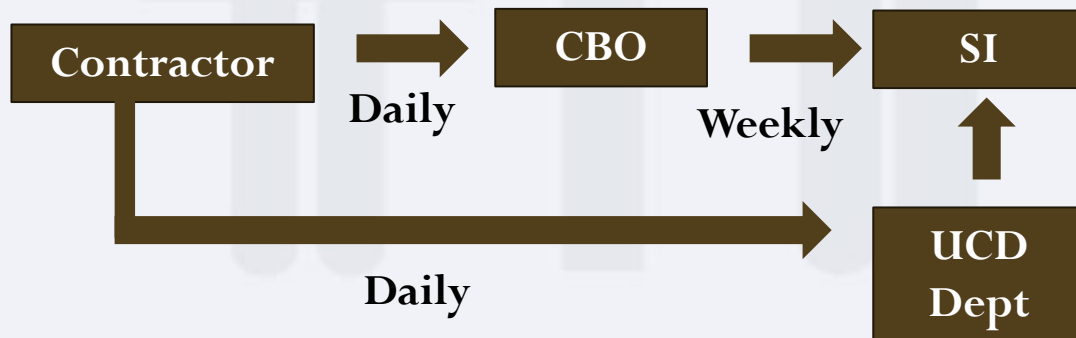 Contractor
CBO
SI
Daily
Weekly
UCD
Dept
Daily